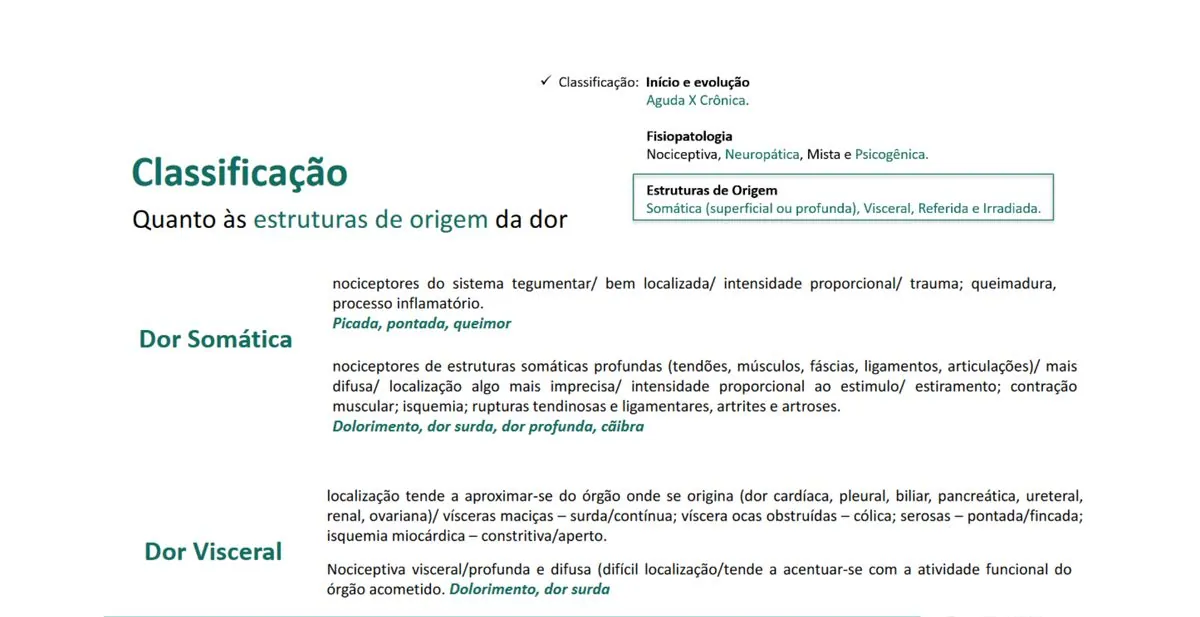 ✓ Classificação: Início e evolução
Aguda X Crônica.
Fisiopatologia
Nociceptiva, Neuropática, Mista e Psicogênica.
Estruturas de Origem
Somática (superficial ou profunda), Visceral, Referida e Irradiada.
Classificação
Quanto às estruturas de origem da dor
Dor Somática
nociceptores do sistema tegumentar/ bem localizada/ intensidade proporcional/ trauma; queimadura,
processo inflamatório.
Picada, pontada, queimor
nociceptores de estruturas somáticas profundas (tendões, músculos, fáscias, ligamentos, articulações)/ mais
difusa/ localização algo mais imprecisa/ intensidade proporcional ao estimulo/ estiramento; contração
muscular; isquemia; rupturas tendinosas e ligamentares, artrites e artroses.
Dolorimento, dor surda, dor profunda, cãibra
Dor Visceral
localização tende a aproximar-se do órgão onde se origina (dor cardíaca, pleural, biliar, pancreática, ureteral,
renal, ovariana)/ vísceras maciças – surda/contínua; víscera ocas obstruídas – cólica; serosas – pontada/fincada;
isquemia miocárdica – constritiva/aperto.
Nociceptiva visceral/profunda e difusa (difícil localização/tende a acentuar-se com a atividade funcional do
órgão acometido. Dolorimento, dor surda